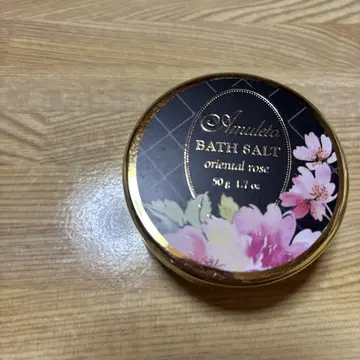 Amuleto
BATH SALT
oriental rose
50 g 1.7 oz.